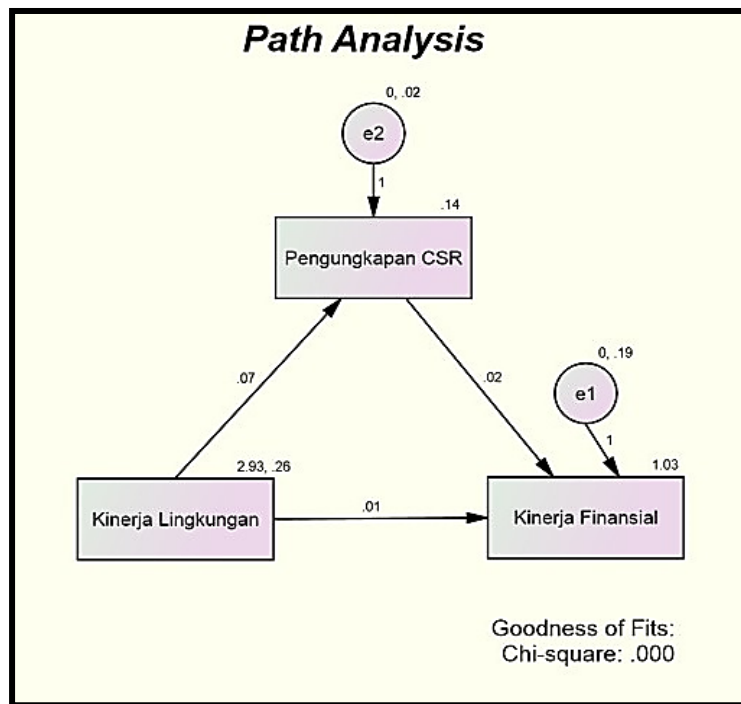 Path Analysis
0, .02
e2
1
.14
Pengungkapan CSR
.07
.02
0, .19
e1
1
2.93, .26
1.03
Kinerja Lingkungan
.01
Kinerja Finansial
Goodness of Fits:
Chi-square: .000